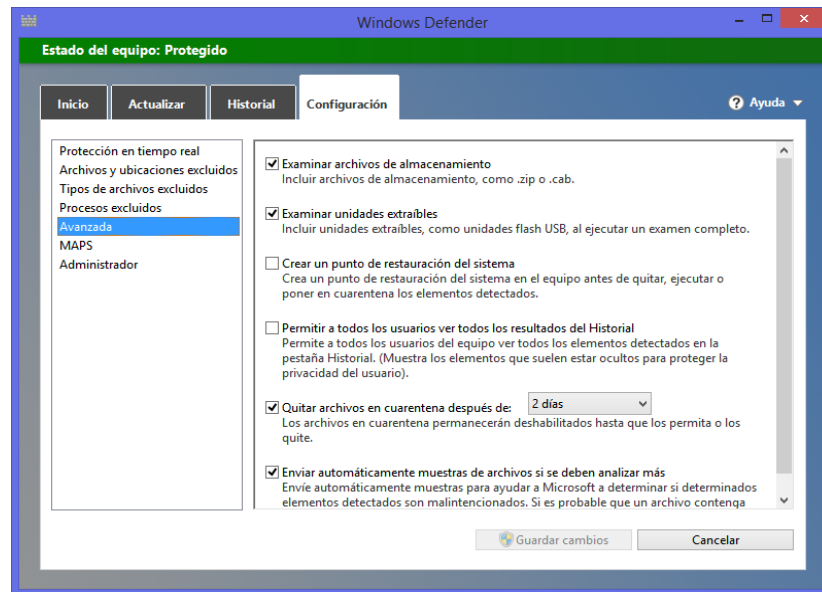 Windows Defender
Estado del equipo: Protegido
Inicio
Actualizar
Historial
Configuración
Ayuda
Protección en tiempo real
Archivos y ubicaciones excluidos
Tipos de archivos excluidos
Procesos excluidos
Avanzada
MAPS
Administrador
Examinar archivos de almacenamiento
Incluir archivos de almacenamiento, como .zip o .cab.
Examinar unidades extraíbles
Incluir unidades extraíbles, como unidades flash USB, al ejecutar un examen completo.
Crear un punto de restauración del sistema
Crea un punto de restauración del sistema en el equipo antes de quitar, ejecutar o
poner en cuarentena los elementos detectados.
Permitir a todos los usuarios ver todos los resultados del Historial
Permite a todos los usuarios del equipo ver todos los elementos detectados en la
pestaña Historial. (Muestra los elementos que suelen estar ocultos para proteger la
privacidad del usuario).
Quitar archivos en cuarentena después de: 2 días
Los archivos en cuarentena permanecerán deshabilitados hasta que los permita o los
quite.
Enviar automáticamente muestras de archivos si se deben analizar más
Envíe automáticamente muestras para ayudar a Microsoft a determinar si determinados
elementos detectados son malintencionados. Si es probable que un archivo contenga
Guardar cambios
Cancelar